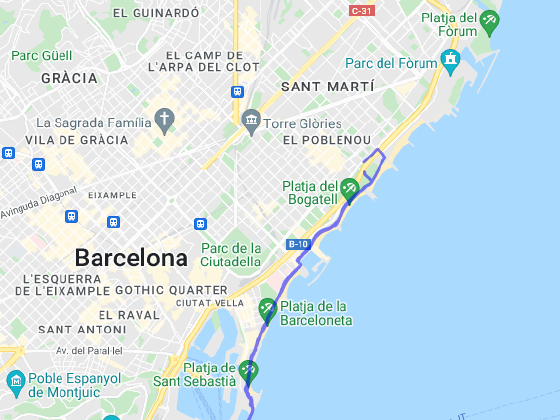 EL GUINARDÓ
C-31
Platja del
Fòrum
Parc Güell
GRÀCIA
EL CAMP DE
L'ARPA DEL CLOT
Parc del Fòrum
SANT MARTÍ
La Sagrada Família
Torre Glòries
VILA DE GRÀCIA
EL POBLENOU
Avinguda Diagonal
EIXAMPLE
Platja del
Bogatell
Barcelona
Parc de la
Ciutadella
B-10
L'ESQUERRA
DE L'EIXAMPLE
GOTHIC QUARTER
CIUTAT VELLA
EL RAVAL
Platja de la
Barceloneta
SANT ANTONI
Av. del Paral·lel
Platja de
Sant Sebastià
Poble Espanyol
de Montjuic